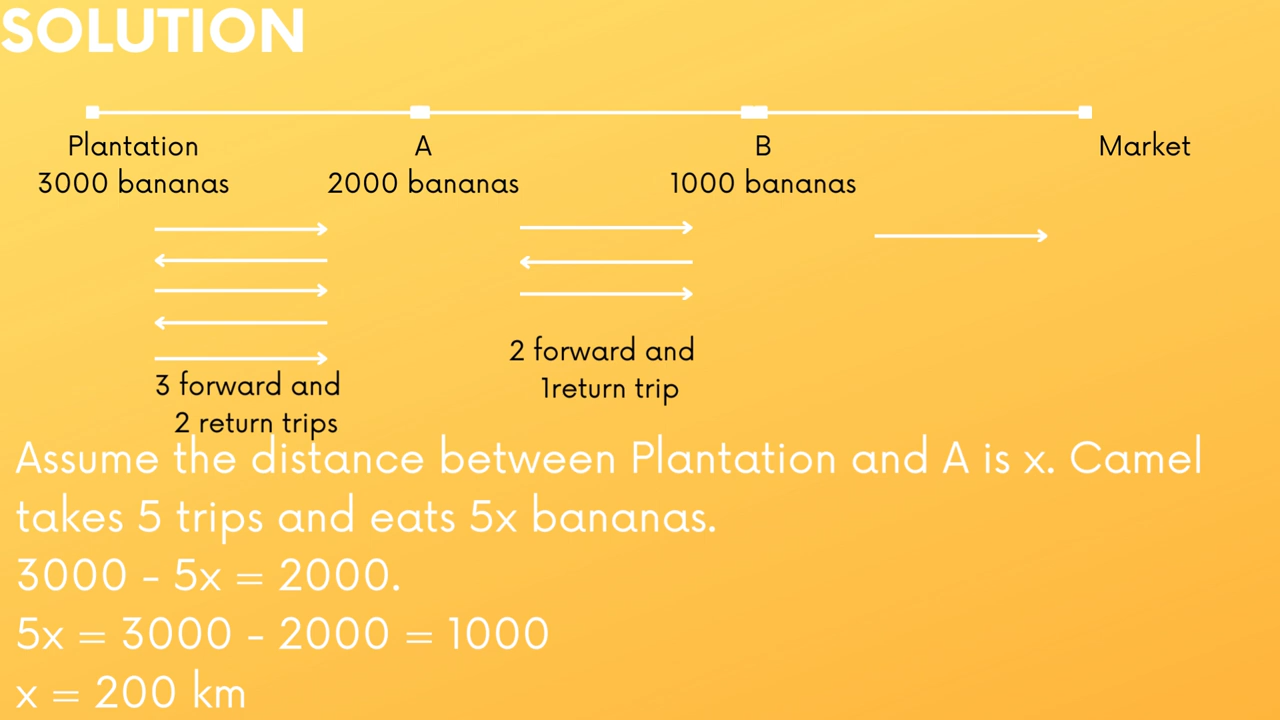 SOLUTION
Plantation
3000 bananas
A
2000 bananas
B
1000 bananas
Market
3 forward and
2 return trips
2 forward and
1return trip
Assume the distance between Plantation and A is x. Camel
takes 5 trips and eats 5x bananas.
3000 - 5x = 2000.
5x = 3000 - 2000 = 1000
x = 200 km